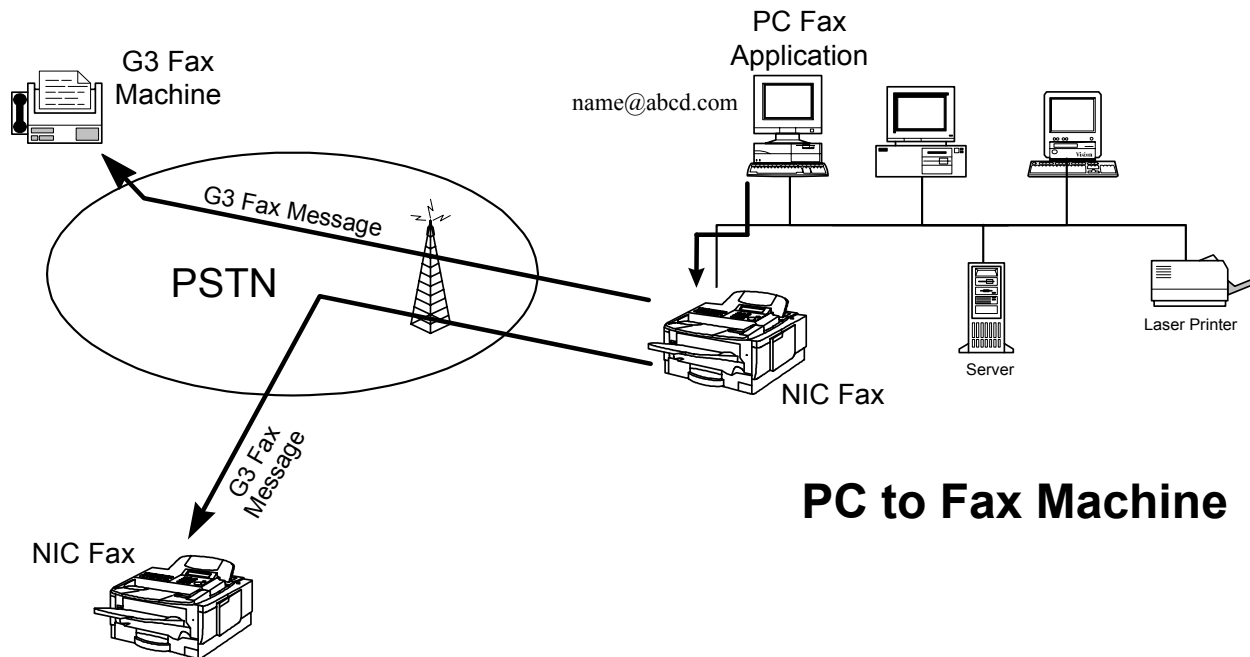 PC Fax
Application
G3 Fax
Machine
name@abcd.com
Vision
G3 Fax Message
PSTN
Laser Printer
Server
NIC Fax
G3 Fax
Message
PC to Fax Machine
NIC Fax